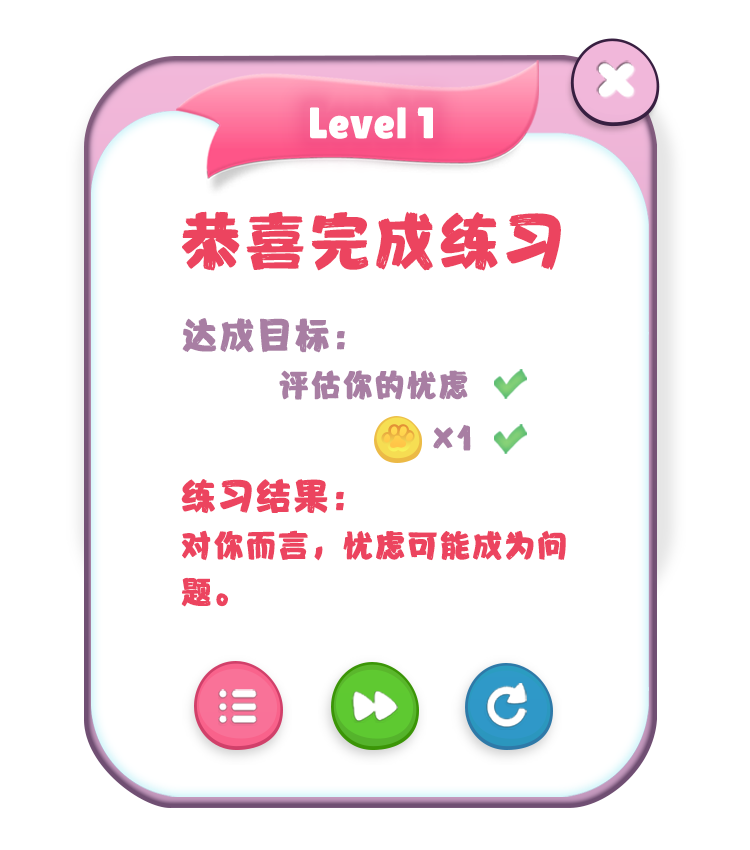 Level 1
恭喜完成练习
达成目标：
评估你的忧虑
×1
练习结果：
对你而言，忧虑可能成为问
题。